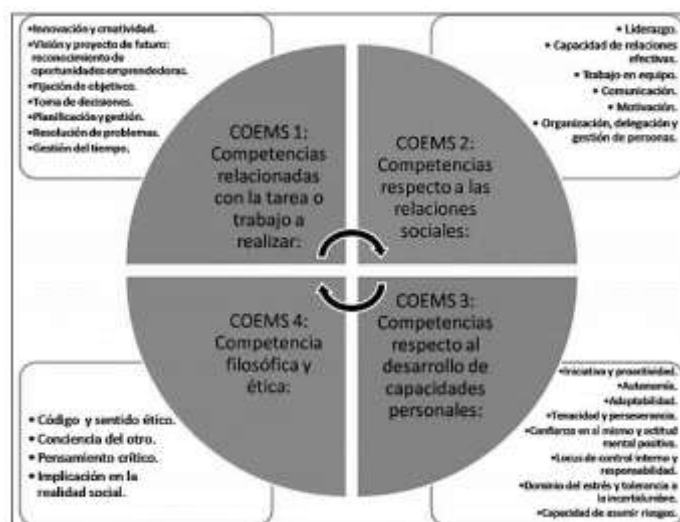 •Innovación y creatividad.
•Visión y proyecto de futuro:
reconocimiento de
oportunidades emprendedoras.
•Fijación de objetivos.
•Toma de decisiones.
•Planificación y gestión.
•Resolución de problemas.
•Gestión del tiempo.
• Liderazgo.
• Capacidad de relaciones
efectivas.
• Trabajo en equipo.
• Comunicación.
• Motivación.
• Organización, delegación y
gestión de personas.
COEMS 1:
Competencias
relacionadas
con la tarea o
trabajo a
realizar:
COEMS 2:
Competencias
respecto a las
relaciones
sociales:
COEMS 4:
Competencia
filosófica y
ética:
COEMS 3:
Competencias
respecto al
desarrollo de
capacidades
personales:
• Código y sentido ético.
• Conciencia del otro.
• Pensamiento crítico.
• Implicación en la
realidad social.
•Iniciativa y proactividad.
•Autonomía.
•Adaptabilidad.
•Tenacidad y perseverancia.
•Confianza en sí mismo y actitud
mental positiva.
•Locus de control interno y
responsabilidad.
•Dominio del estrés y tolerancia a
la incertidumbre.
•Capacidad de asumir riesgos.